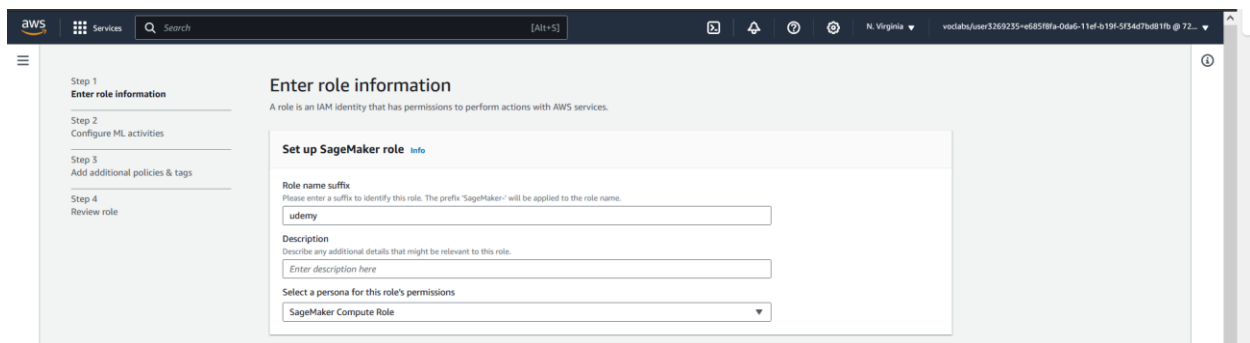 aws
Services
Search
[Alt+S]
N. Virginia
voclabs/user3269235=e685f8fa-0da6-11ef-b19f-5f34d7bd81fb @ 72...
Step 1
Enter role information
Step 2
Configure ML activities
Step 3
Add additional policies & tags
Step 4
Review role
Enter role information
A role is an IAM identity that has permissions to perform actions with AWS services.
Set up SageMaker role Info
Role name suffix
Please enter a suffix to identify this role. The prefix 'SageMaker-' will be applied to the role name.
udemy
Description
Describe any additional details that might be relevant to this role.
Enter description here
Select a persona for this role's permissions
SageMaker Compute Role